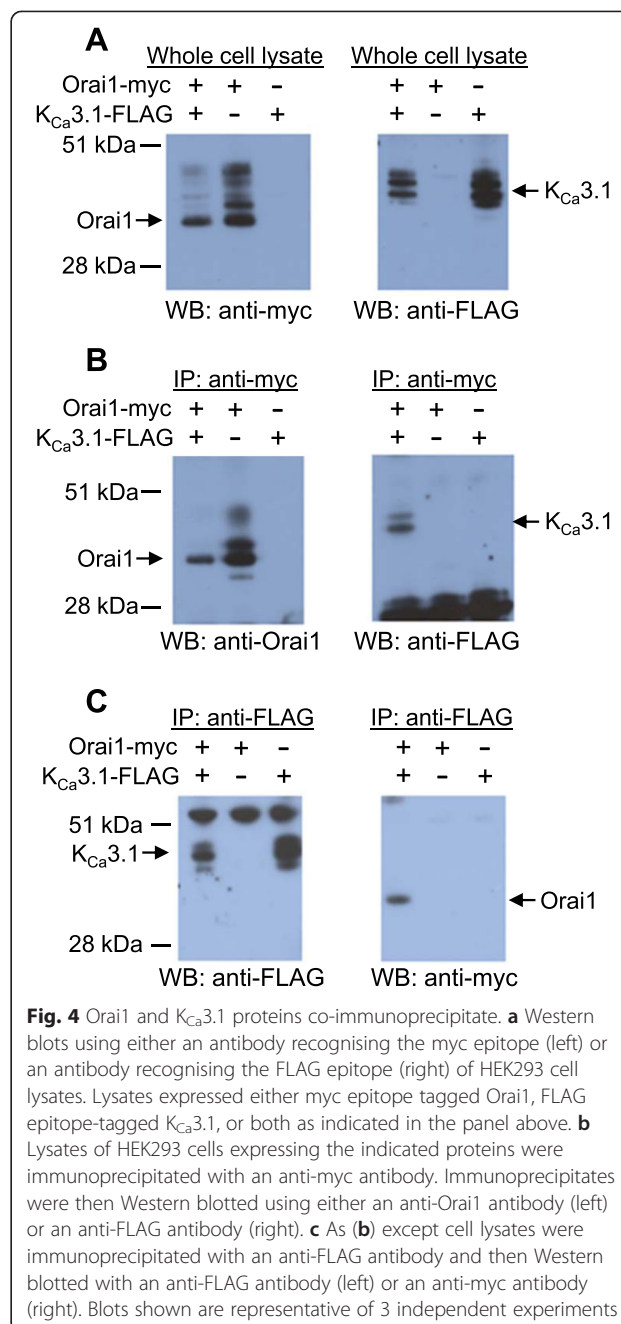 A
Whole cell lysate Whole cell lysate
Orai1-myc + + – + + –
K_Ca3.1-FLAG + – + + – +
51 kDa
Orai1
K_Ca3.1
28 kDa
WB: anti-myc WB: anti-FLAG
B
IP: anti-myc IP: anti-myc
Orai1-myc + + – + + –
K_Ca3.1-FLAG + – + + – +
51 kDa
K_Ca3.1
Orai1
28 kDa
WB: anti-Orai1 WB: anti-FLAG
C
IP: anti-FLAG IP: anti-FLAG
Orai1-myc + + – + + –
K_Ca3.1-FLAG + – + + – +
51 kDa
K_Ca3.1
Orai1
28 kDa
WB: anti-FLAG WB: anti-myc
Fig. 4 Orai1 and K_Ca3.1 proteins co-immunoprecipitate. a Western
blots using either an antibody recognising the myc epitope (left) or
an antibody recognising the FLAG epitope (right) of HEK293 cell
lysates. Lysates expressed either myc epitope tagged Orai1, FLAG
epitope-tagged K_Ca3.1, or both as indicated in the panel above. b
Lysates of HEK293 cells expressing the indicated proteins were
immunoprecipitated with an anti-myc antibody. Immunoprecipitates
were then Western blotted using either an anti-Orai1 antibody (left)
or an anti-FLAG antibody (right). c As (b) except cell lysates were
immunoprecipitated with an anti-FLAG antibody and then Western
blotted with an anti-FLAG antibody (left) or an anti-myc antibody
(right). Blots shown are representative of 3 independent experiments